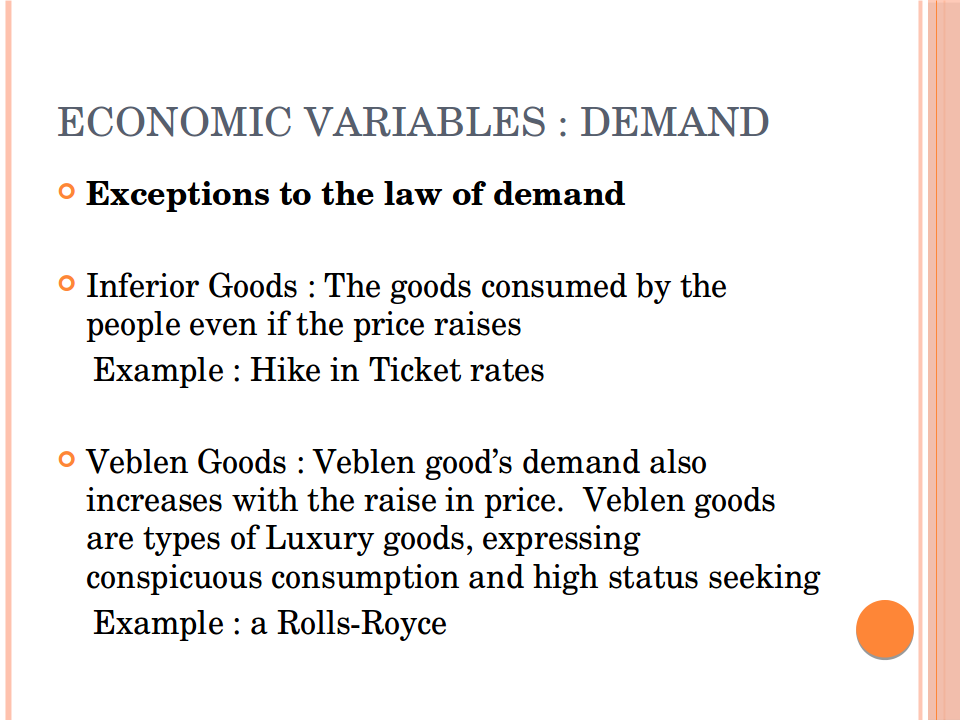 ECONOMIC VARIABLES : DEMAND
Exceptions to the law of demand
Inferior Goods : The goods consumed by the
people even if the price raises
Example : Hike in Ticket rates
Veblen Goods : Veblen good’s demand also
increases with the raise in price.  Veblen goods
are types of Luxury goods, expressing
conspicuous consumption and high status seeking
Example : a Rolls-Royce